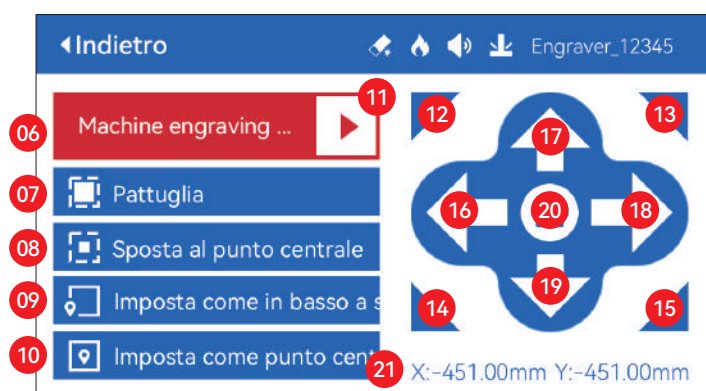 Indietro Engraver_12345
11
06 Machine engraving ...
12 13
17
07 Pattuglia
16 20 18
08 Sposta al punto centrale
09 Imposta come in basso a s
19
14 15
10 Imposta come punto cent
21 X:-451.00mm Y:-451.00mm